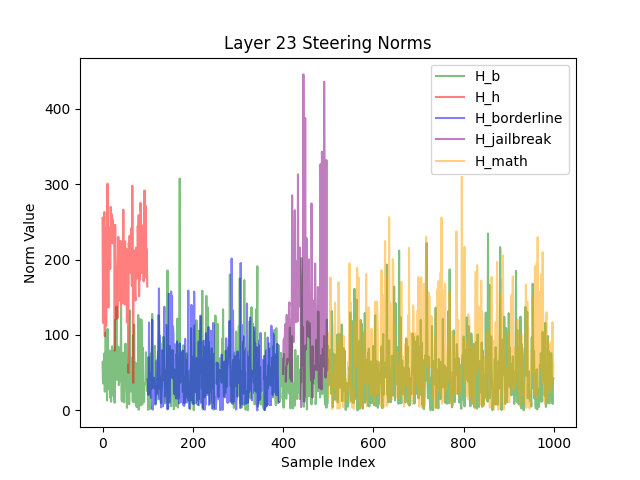 Layer 23 Steering Norms
H_b
H_h
H_borderline
H_jailbreak
H_math
Norm Value
400
300
200
100
0
0
200
400
600
800
1000
Sample Index